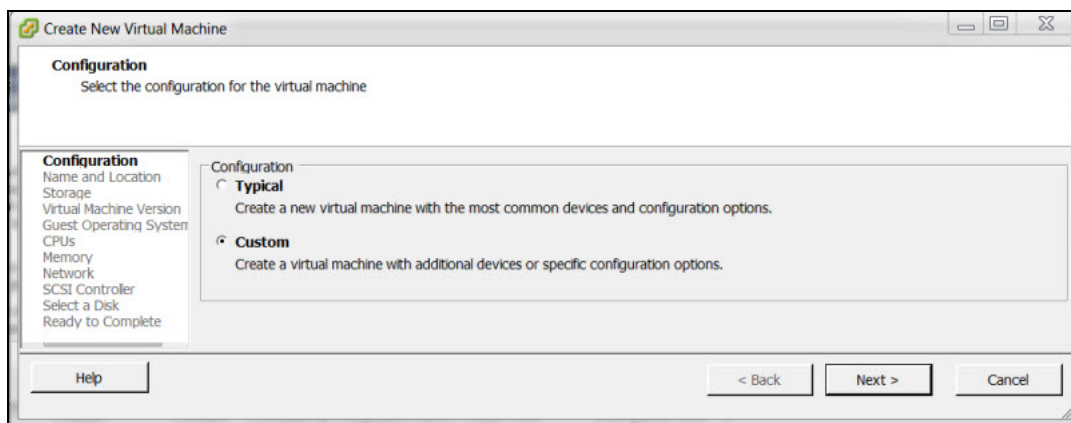 Create New Virtual Machine
Configuration
Select the configuration for the virtual machine
Configuration
Name and Location
Storage
Virtual Machine Version
Guest Operating System
CPUs
Memory
Network
SCSI Controller
Select a Disk
Ready to Complete
Configuration
Typical
Create a new virtual machine with the most common devices and configuration options.
Custom
Create a virtual machine with additional devices or specific configuration options.
Help
< Back
Next >
Cancel